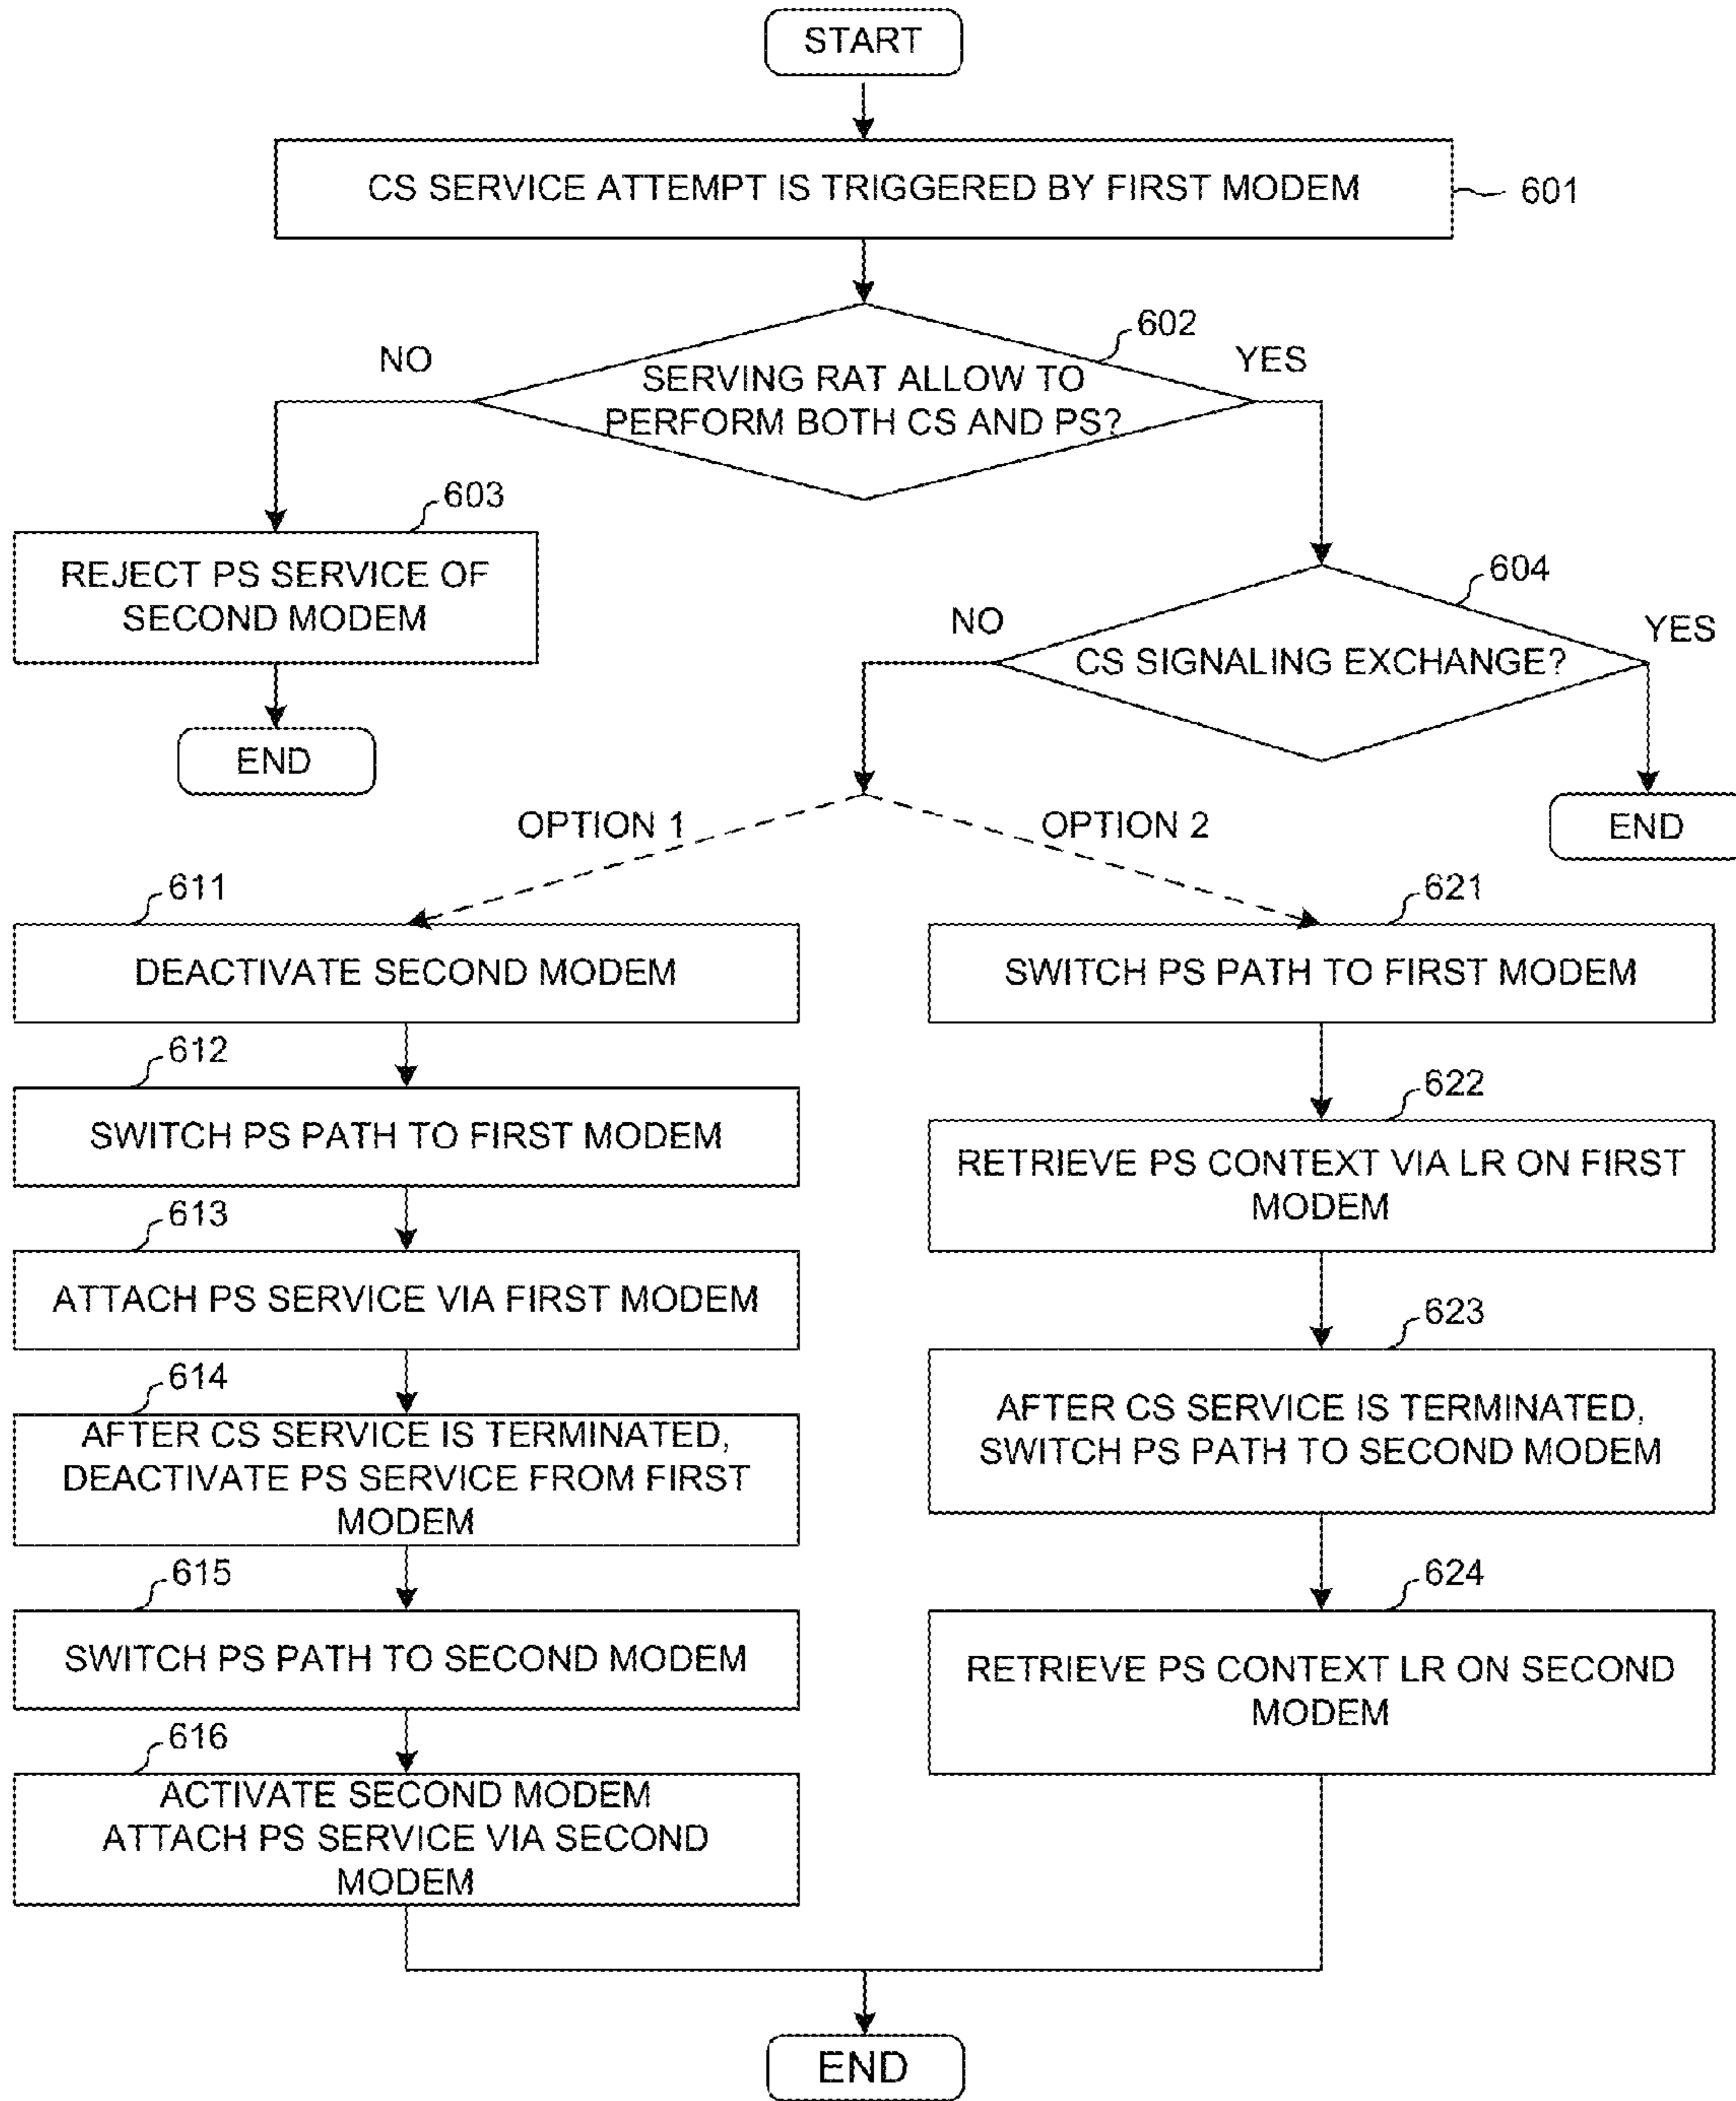 START
CS SERVICE ATTEMPT IS TRIGGERED BY FIRST MODEM
601
602
NO
YES
SERVING RAT ALLOW TO
PERFORM BOTH CS AND PS?
603
REJECT PS SERVICE OF
SECOND MODEM
END
604
NO
YES
CS SIGNALING EXCHANGE?
END
OPTION 1
OPTION 2
611
DEACTIVATE SECOND MODEM
612
SWITCH PS PATH TO FIRST MODEM
613
ATTACH PS SERVICE VIA FIRST MODEM
614
AFTER CS SERVICE IS TERMINATED,
DEACTIVATE PS SERVICE FROM FIRST
MODEM
615
SWITCH PS PATH TO SECOND MODEM
616
ACTIVATE SECOND MODEM
ATTACH PS SERVICE VIA SECOND
MODEM
621
SWITCH PS PATH TO FIRST MODEM
622
RETRIEVE PS CONTEXT VIA LR ON FIRST
MODEM
623
AFTER CS SERVICE IS TERMINATED,
SWITCH PS PATH TO SECOND MODEM
624
RETRIEVE PS CONTEXT LR ON SECOND
MODEM
END